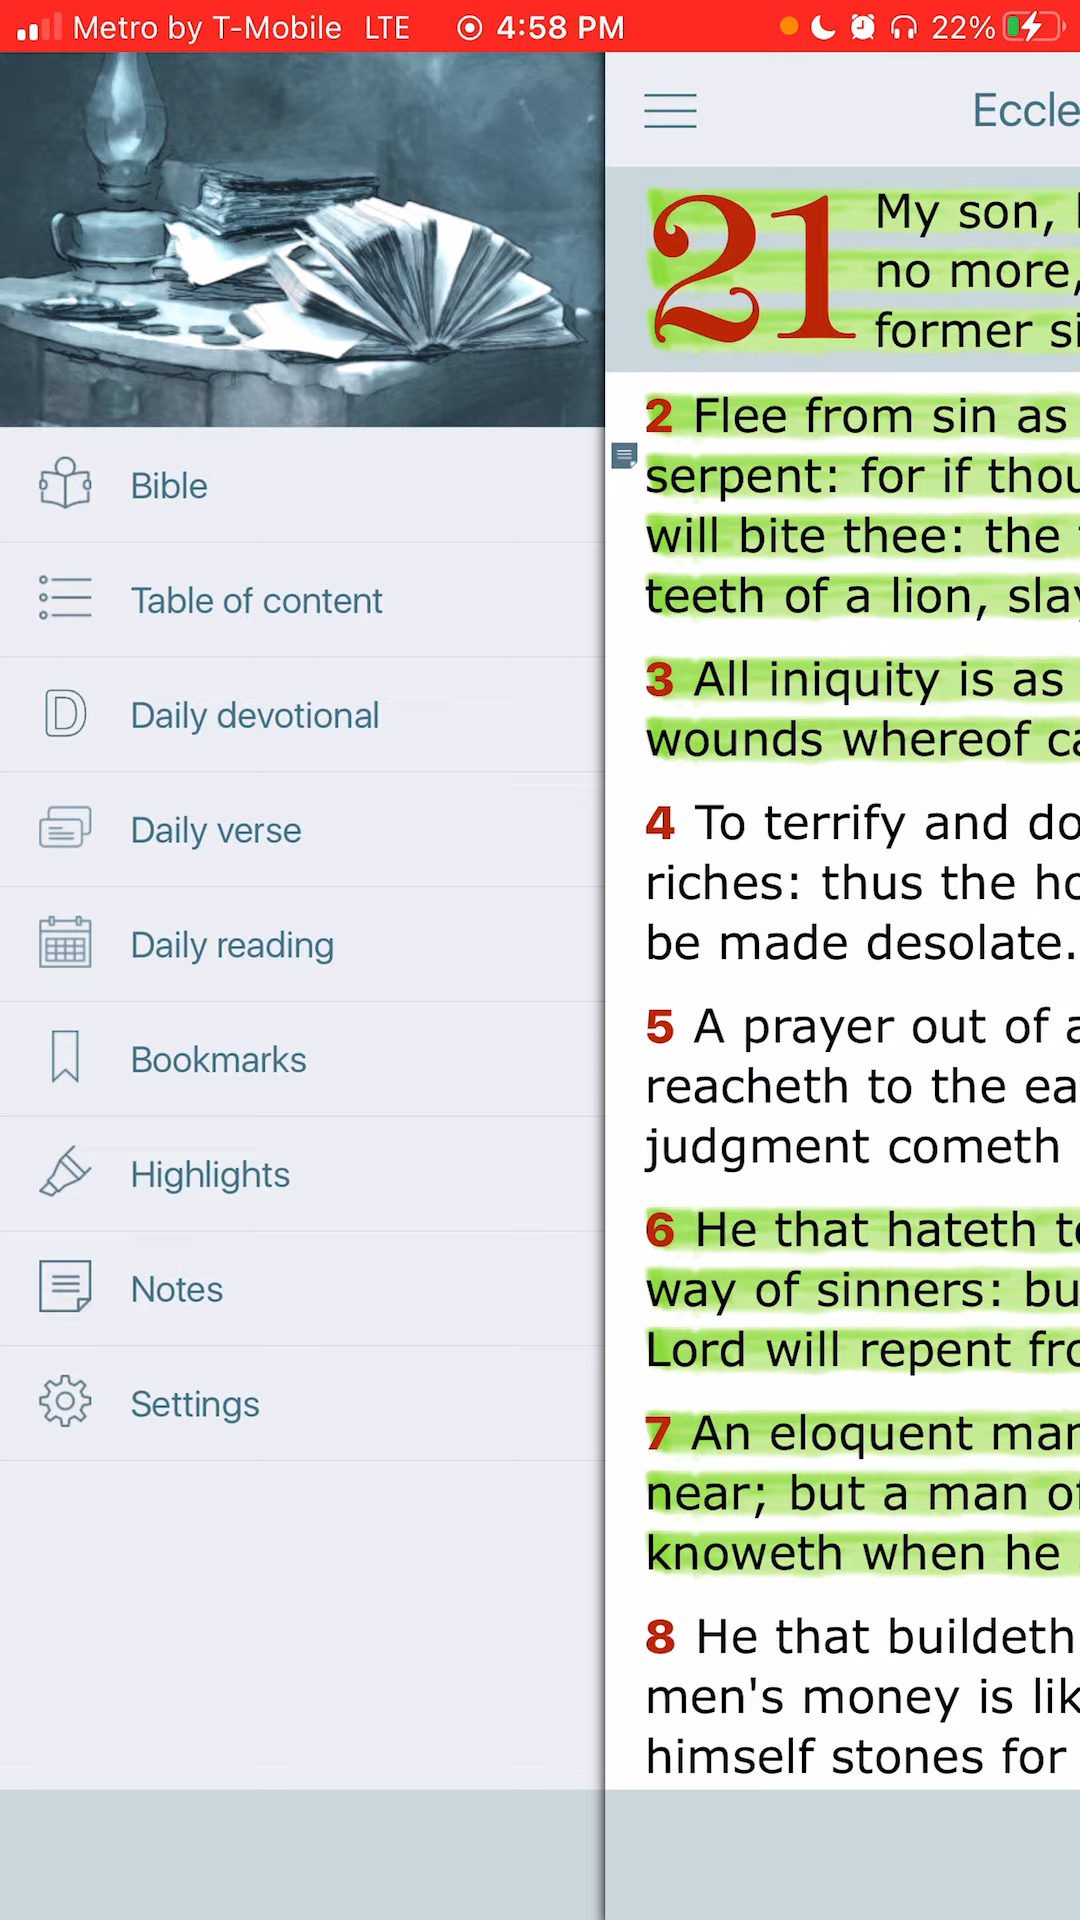 Metro by T-Mobile LTE 4:58 PM 22%
Bible
Table of content
Daily devotional
Daily verse
Daily reading
Bookmarks
Highlights
Notes
Settings
Eccle
21 My son,
no more,
former si
2 Flee from sin as
serpent: for if thou
will bite thee: the
teeth of a lion, slay
3 All iniquity is as
wounds whereof ca
4 To terrify and do
riches: thus the ho
be made desolate.
5 A prayer out of a
reacheth to the ea
judgment cometh
6 He that hateth to
way of sinners: bu
Lord will repent fro
7 An eloquent man
near; but a man of
knoweth when he
8 He that buildeth
men's money is lik
himself stones for